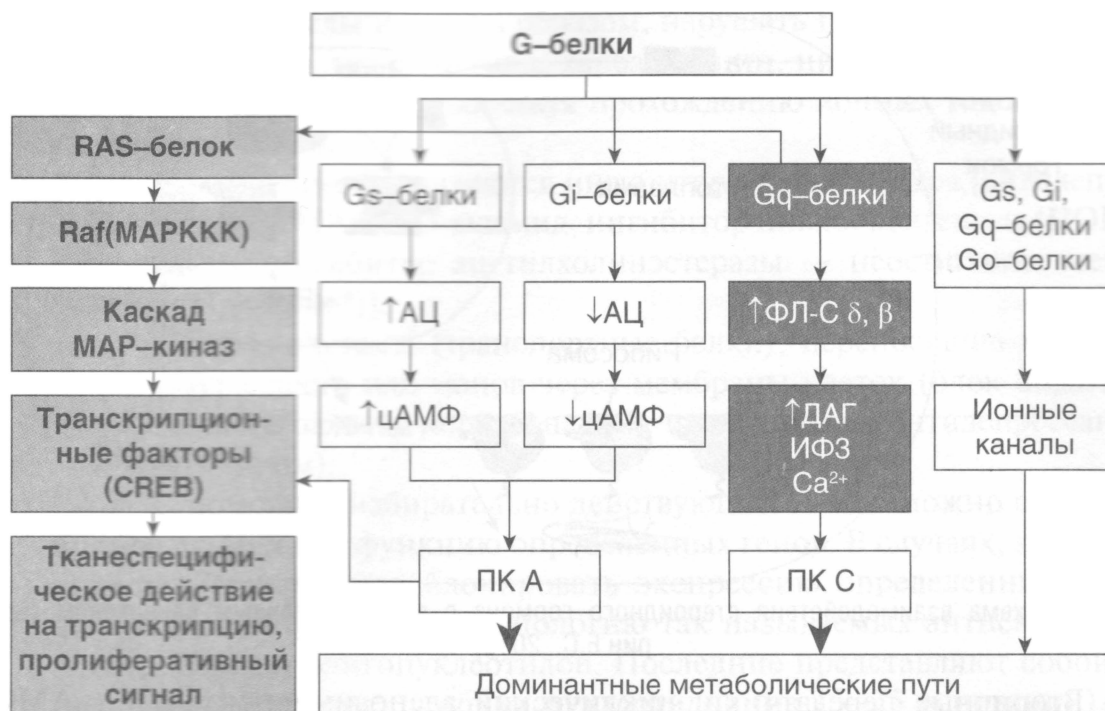 G–белки
RAS–белок
Raf(MAPKKK)
Каскад
MAP–киназ
Транскрипцион-
ные факторы
(CREB)
Тканеспецифи-
ческое действие
на транскрипцию,
пролиферативный
сигнал
Gs–белки
↑АЦ
↑цАМФ
Gi–белки
↓АЦ
↓цАМФ
ПК А
Gq–белки
↑ФЛ-С δ, β
↑ДАГ
ИФЗ
Ca²⁺
ПК С
Gs, Gi,
Gq–белки
Go–белки
Ионные
каналы
Доминантные метаболические пути